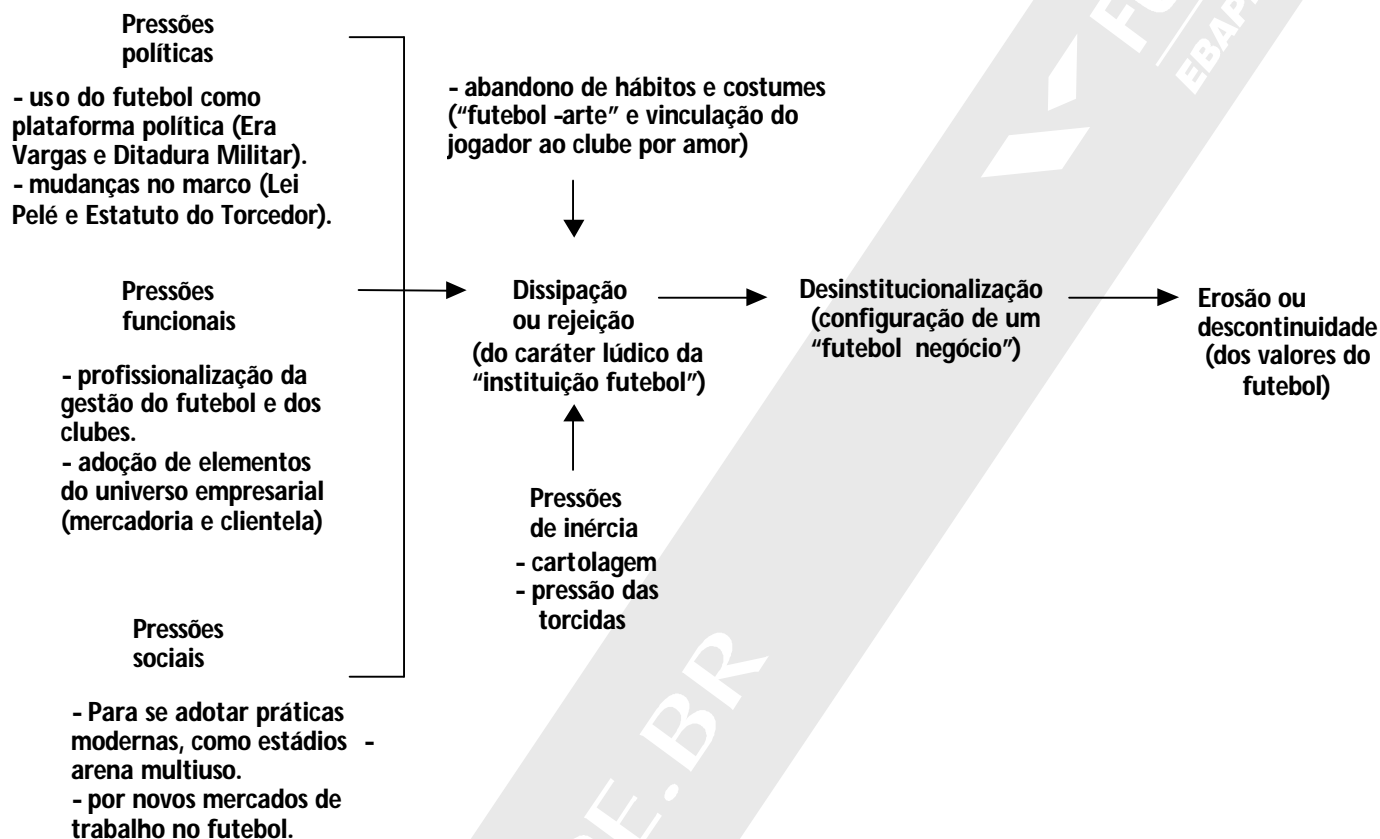 Pressões
políticas
- uso do futebol como
plataforma política (Era
Vargas e Ditadura Militar).
- mudanças no marco (Lei
Pelé e Estatuto do Torcedor).
Pressões
funcionais
- profissionalização da
gestão do futebol e dos
clubes.
- adoção de elementos
do universo empresarial
(mercadoria e clientela)
Pressões
sociais
- Para se adotar práticas
modernas, como estádios -
arena multiuso.
- por novos mercados de
trabalho no futebol.
- abandono de hábitos e costumes
("futebol -arte" e vinculação do
jogador ao clube por amor)
Dissipação
ou rejeição
(do caráter lúdico da
"instituição futebol")
Pressões
de inércia
- cartolagem
- pressão das
torcidas
Desinstitucionalização
(configuração de um
"futebol negócio")
Erosão ou
descontinuidade
(dos valores do
futebol)
.BR